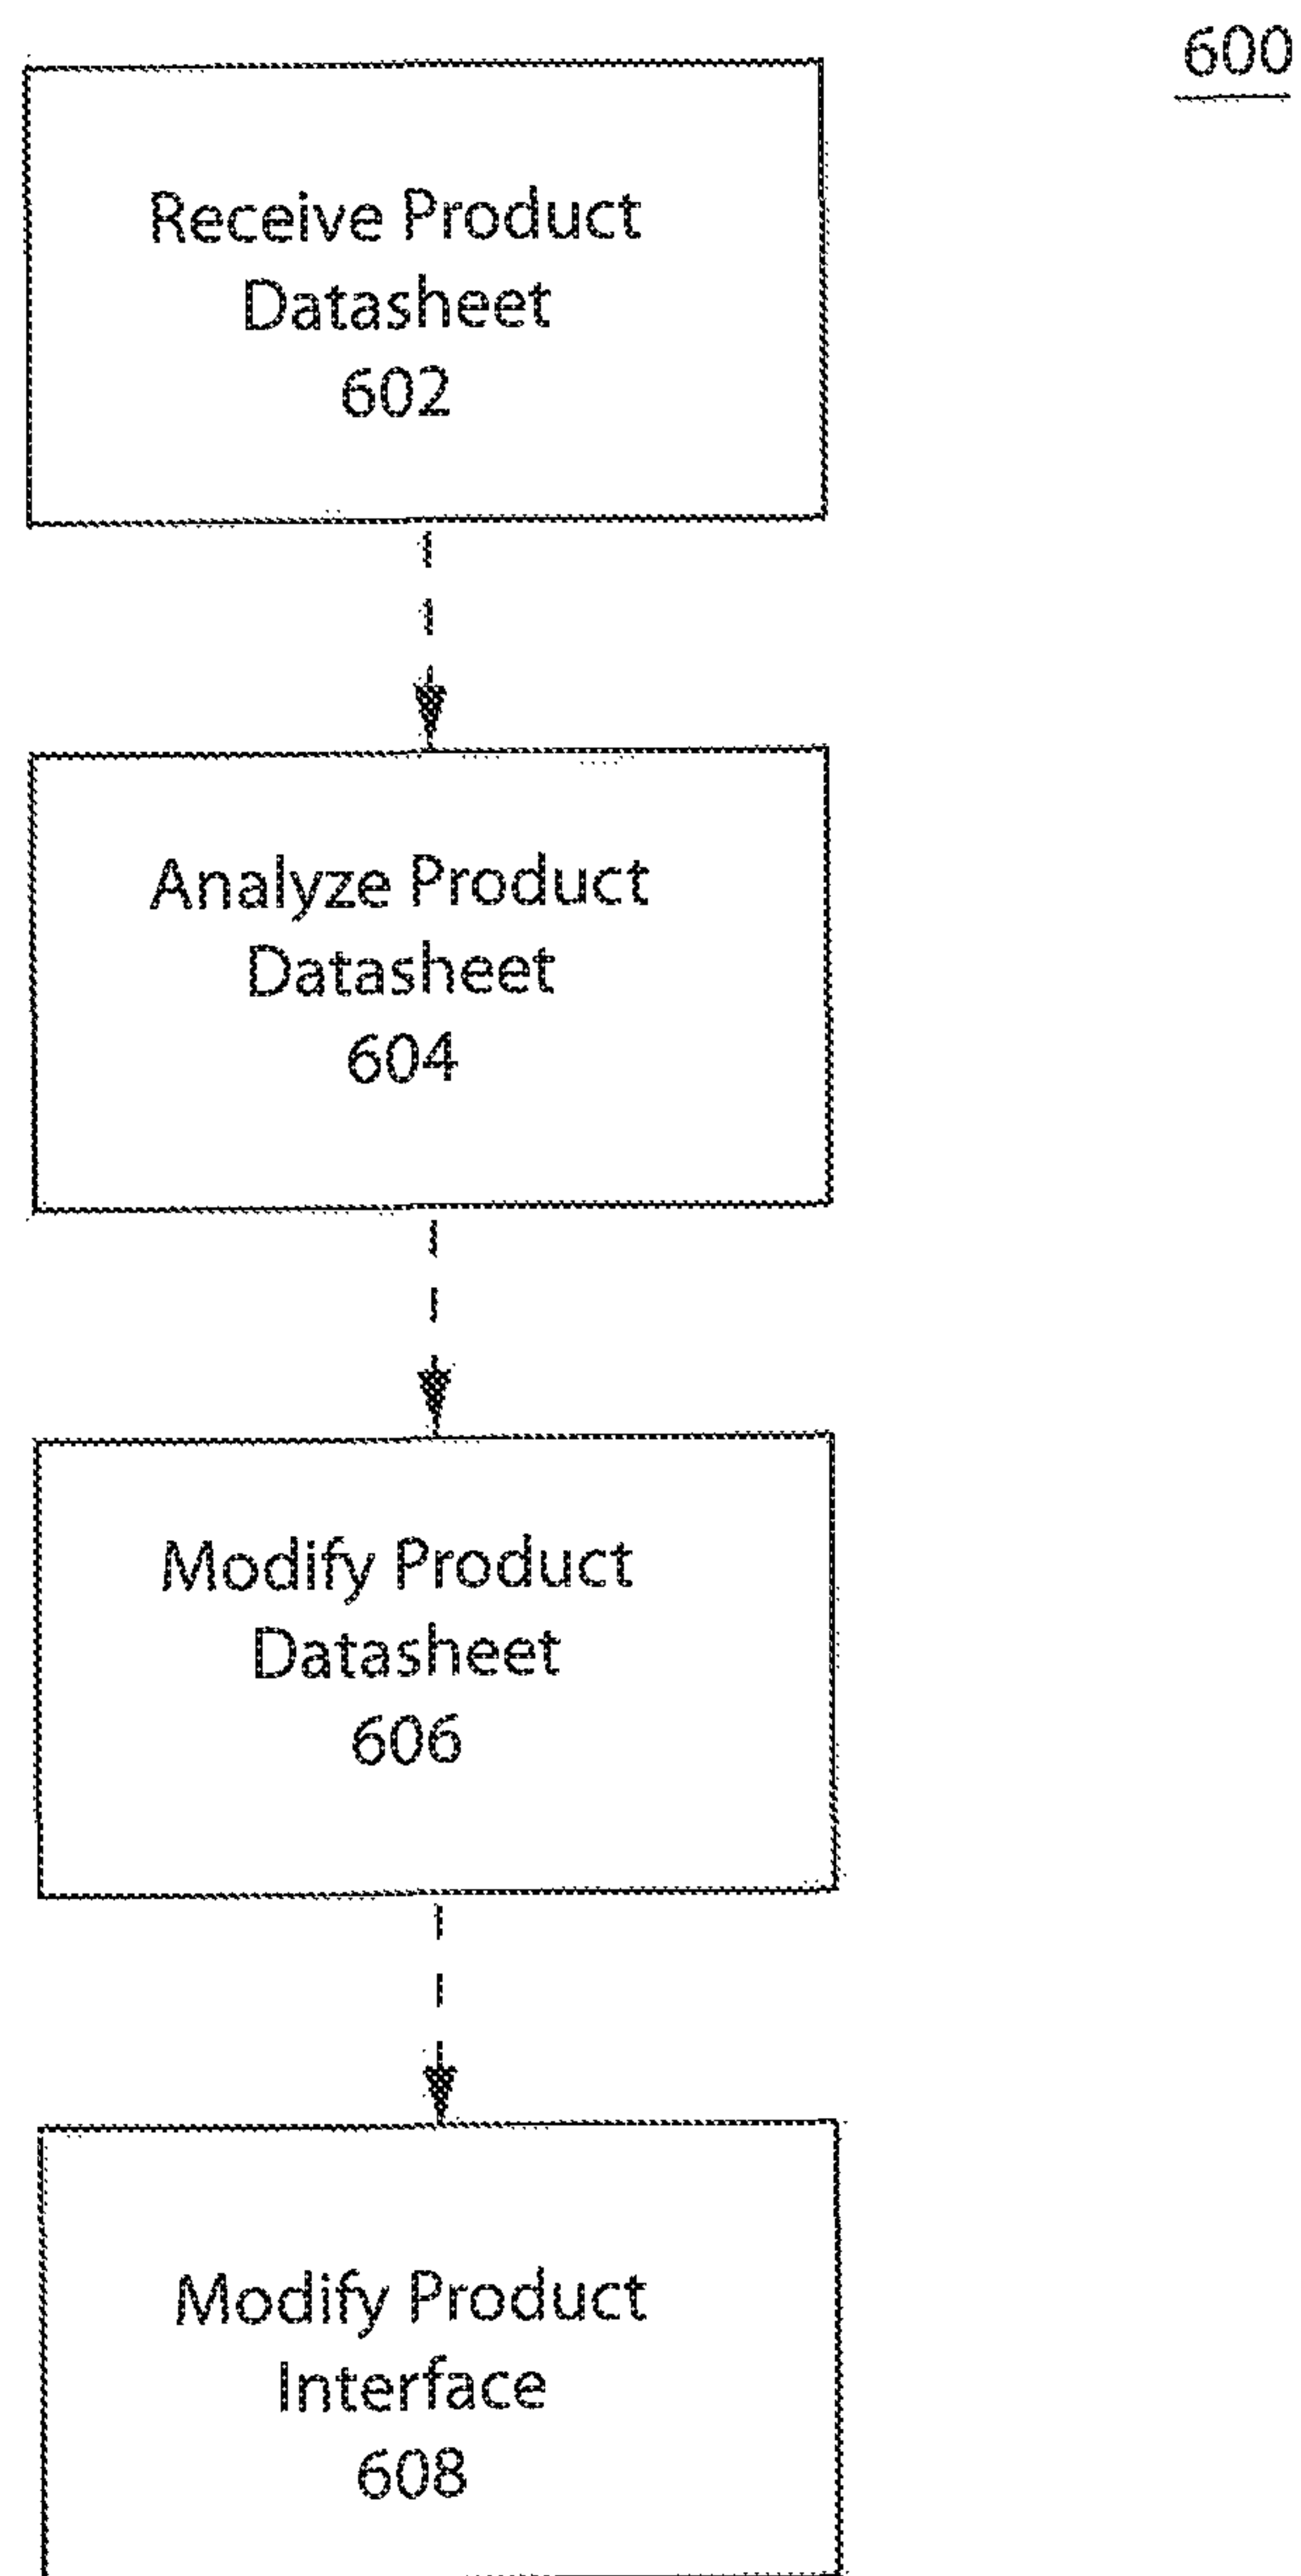 600
Receive Product
Datasheet
602
Analyze Product
Datasheet
604
Modify Product
Datasheet
606
Modify Product
Interface
608